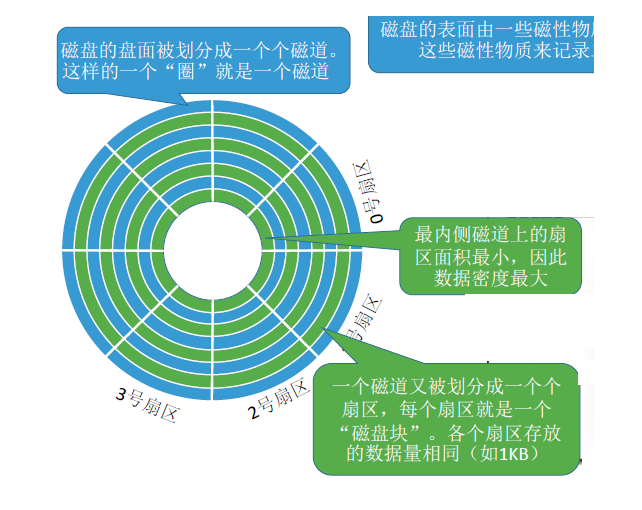 磁盘的盘面被划分成一个个磁道。
这样的一个“圈”就是一个磁道
磁盘的表面由一些磁性物
这些磁性物质来记录
0号扇区
最内侧磁道上的扇
区面积最小，因此
数据密度最大
号扇区
一个磁道又被划分成一个个
扇区，每个扇区就是一个
“磁盘块”。各个扇区存放
的数据量相同（如1KB）
2号扇区
3号扇区